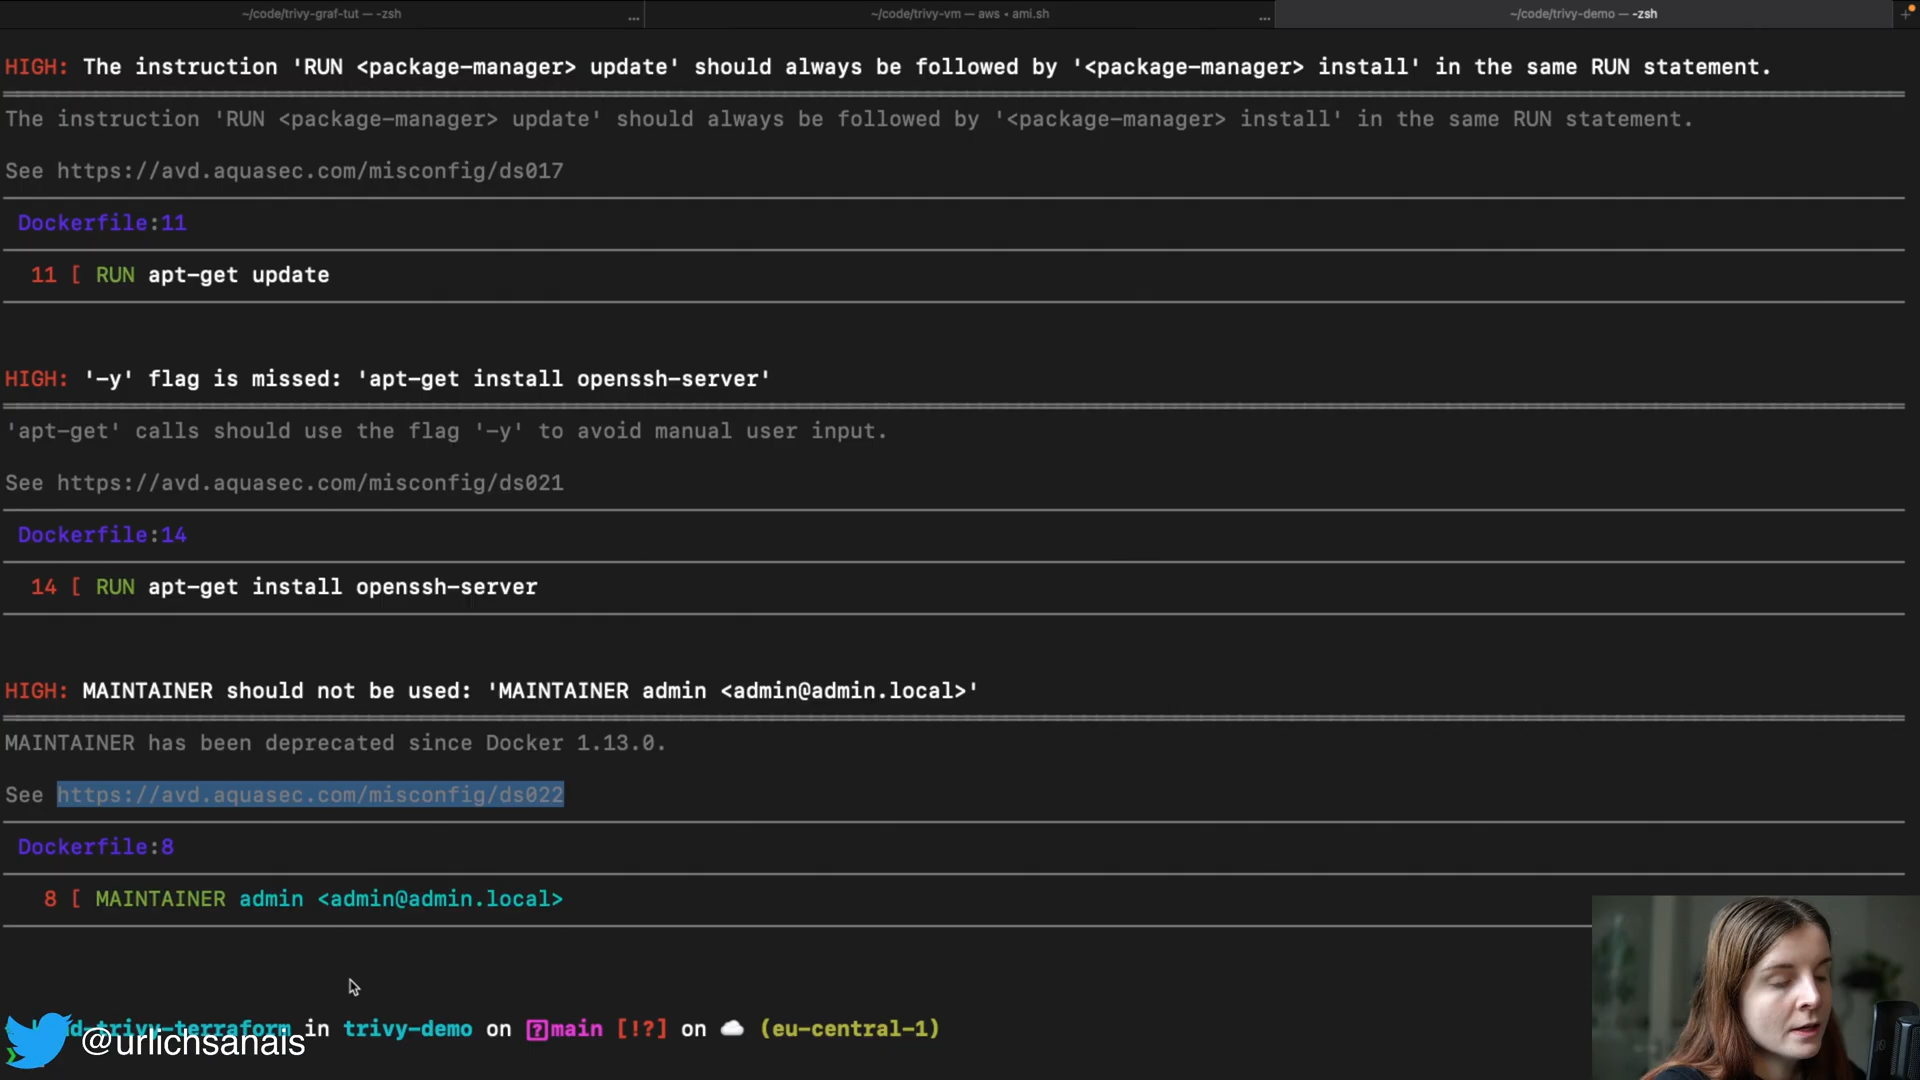 ~/code/trivy-graf-tut — -zsh
...
~/code/trivy-vm — aws • ami.sh
...
~/code/trivy-demo — -zsh
+
HIGH: The instruction 'RUN <package-manager> update' should always be followed by '<package-manager> install' in the same RUN statement.
The instruction 'RUN <package-manager> update' should always be followed by '<package-manager> install' in the same RUN statement.
See https://avd.aquasec.com/misconfig/ds017
Dockerfile:11
11 [ RUN apt-get update
HIGH: '-y' flag is missed: 'apt-get install openssh-server'
'apt-get' calls should use the flag '-y' to avoid manual user input.
See https://avd.aquasec.com/misconfig/ds021
Dockerfile:14
14 [ RUN apt-get install openssh-server
HIGH: MAINTAINER should not be used: 'MAINTAINER admin <admin@admin.local>'
MAINTAINER has been deprecated since Docker 1.13.0.
See https://avd.aquasec.com/misconfig/ds022
Dockerfile:8
8 [ MAINTAINER admin <admin@admin.local>
in trivy-demo on main [!?] on (eu-central-1)
@urlichsanais